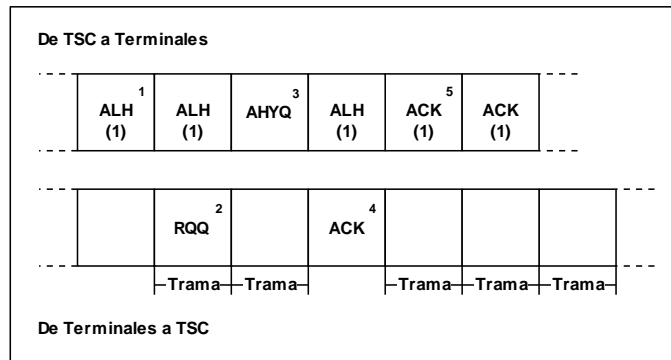 De TSC a Terminales
1 3 5
ALH ALH AHYQ ALH ACK ACK
(1) (1) (1) (1) (1)
2 4
RQQ ACK
Trama Trama Trama Trama Trama
De Terminales a TSC